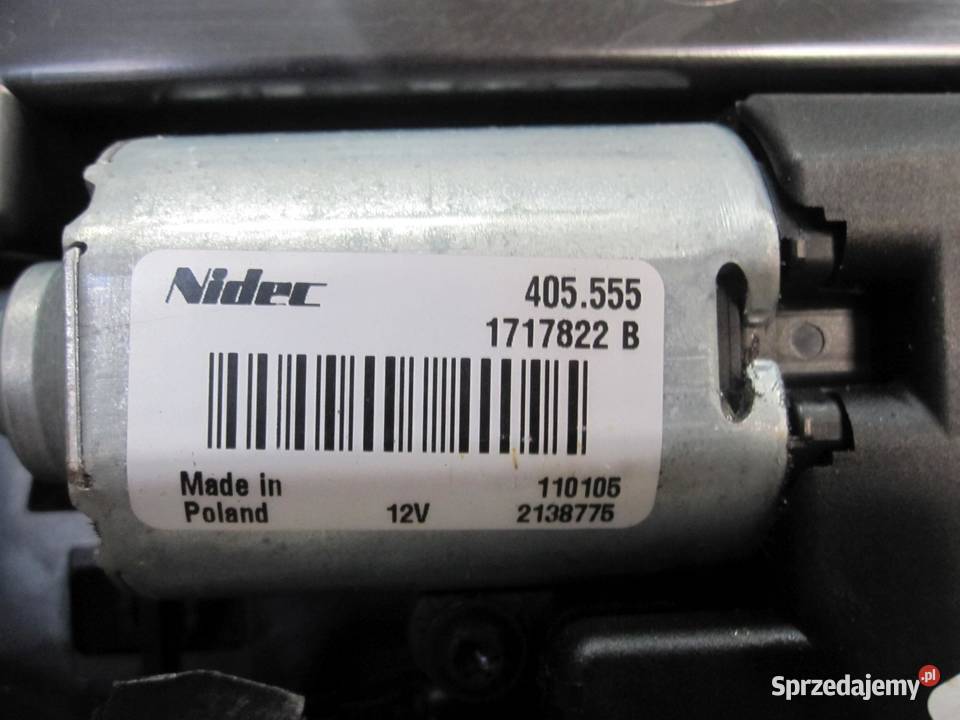 Nidec 405.555
1717822 B
Made in 110105
Poland 12V 2138775
Sprzedajemy.pl